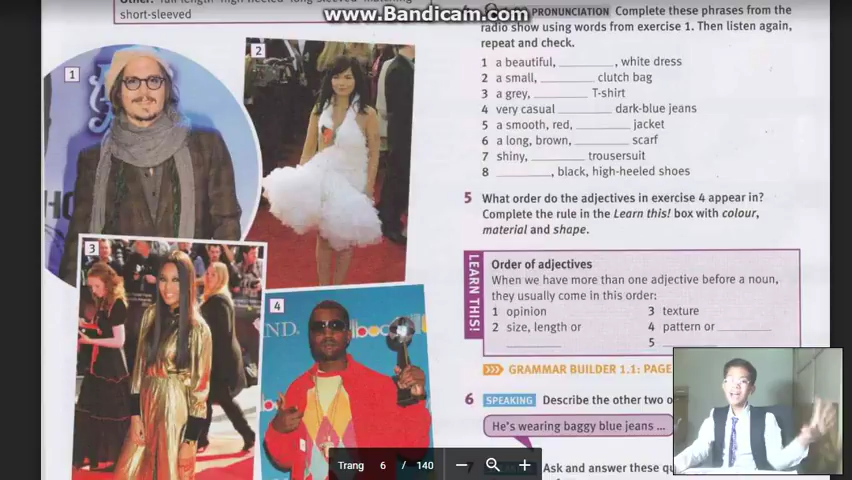 www.Bandicam.com
short-sleeved
PRONUNCIATION Complete these phrases from the
radio show using words from exercise 1. Then listen again,
repeat and check.
1 a beautiful, ________, white dress
2 a small, ________ clutch bag
3 a grey, ________ T-shirt
4 very casual ________ dark-blue jeans
5 a smooth, red, ________ jacket
6 a long, brown, ________ scarf
7 shiny, ________ trousersuit
8 ________, black, high-heeled shoes
5 What order do the adjectives in exercise 4 appear in?
Complete the rule in the Learn this! box with colour,
material and shape.
LEARN THIS!
Order of adjectives
When we have more than one adjective before a noun,
they usually come in this order:
1 opinion
2 size, length or
________
3 texture
4 pattern or ________
5 ________
GRAMMAR BUILDER 1.1: PAGE
6 SPEAKING Describe the other two o
He's wearing baggy blue jeans ...
Ask and answer these qu
1
2
3
4
ND.
Trang 6 / 140